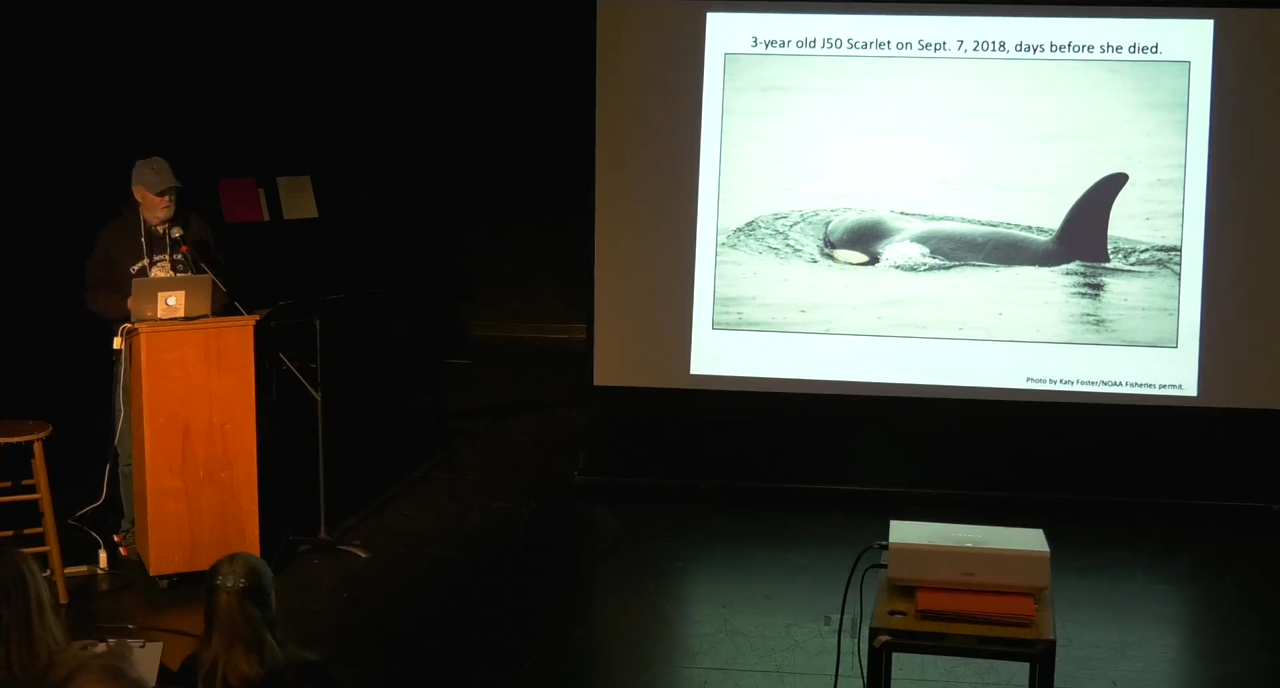 3-year old J50 Scarlet on Sept. 7, 2018, days before she died.
Photo by Katy Foster/NOAA Fisheries permit.